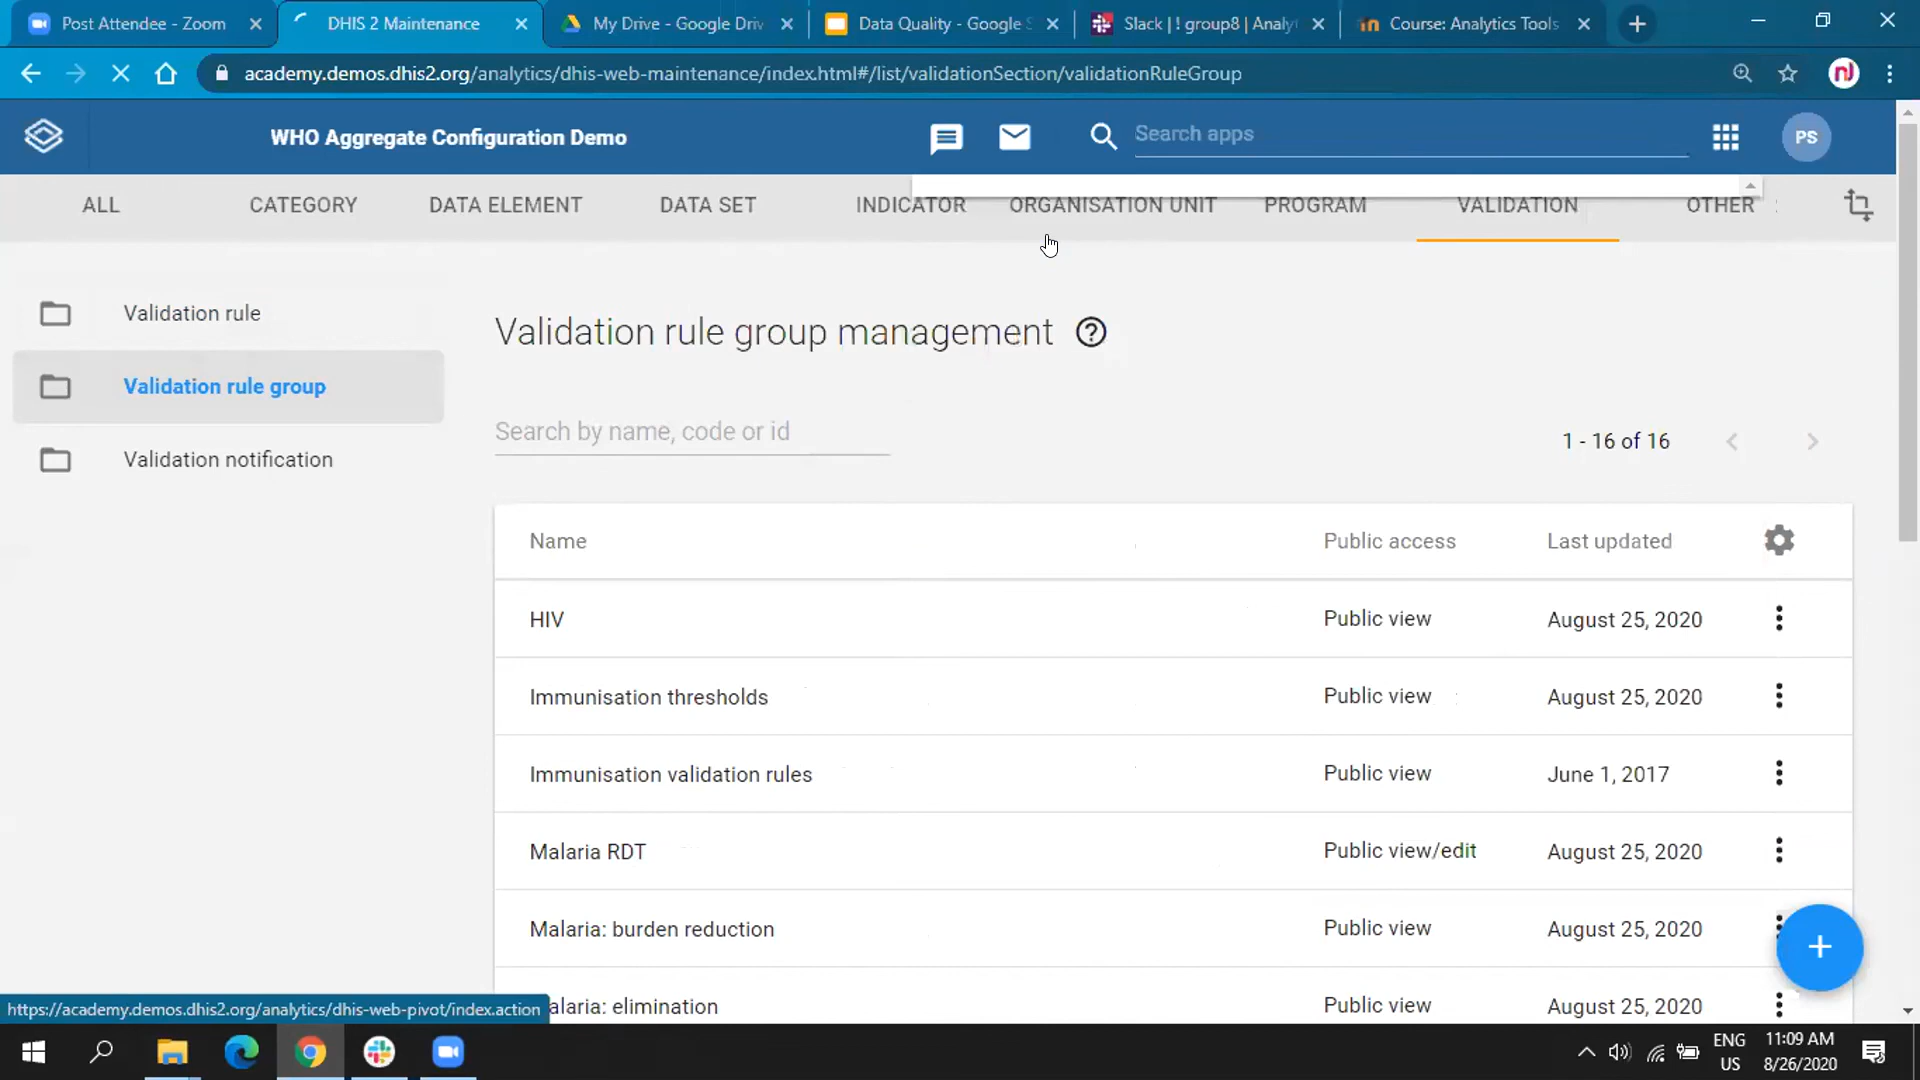 Post Attendee - Zoom
DHIS 2 Maintenance
My Drive - Google Driv
Data Quality - Google S
Slack | ! group8 | Analyt
Course: Analytics Tools
academy.demos.dhis2.org/analytics/dhis-web-maintenance/index.html#/list/validationSection/validationRuleGroup
WHO Aggregate Configuration Demo
Search apps
PS
ALL
CATEGORY
DATA ELEMENT
DATA SET
INDICATOR
ORGANISATION UNIT
PROGRAM
VALIDATION
OTHER
Validation rule
Validation rule group
Validation notification
Validation rule group management
Search by name, code or id
1 - 16 of 16
Name Public access Last updated
HIV Public view August 25, 2020
Immunisation thresholds Public view August 25, 2020
Immunisation validation rules Public view June 1, 2017
Malaria RDT Public view/edit August 25, 2020
Malaria: burden reduction Public view August 25, 2020
alaria: elimination Public view August 25, 2020
https://academy.demos.dhis2.org/analytics/dhis-web-pivot/index.action
ENG
US
11:09 AM
8/26/2020